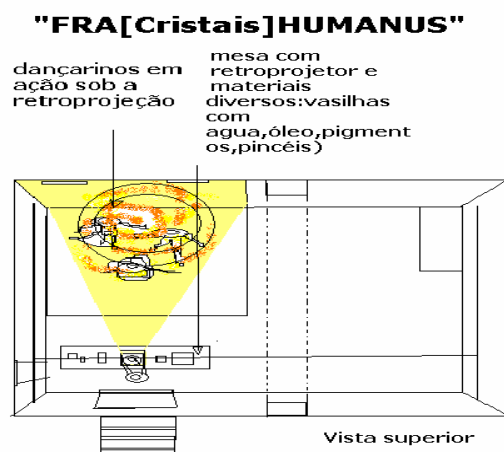 "FRA[Cristais]HUMANUS"
dançarinos em
ação sob a
retroprojeção
mesa com
retroprojetor e
materiais
diversos:vasilhas
com
agua,óleo,pigment
os,pincéis)
Vista superior